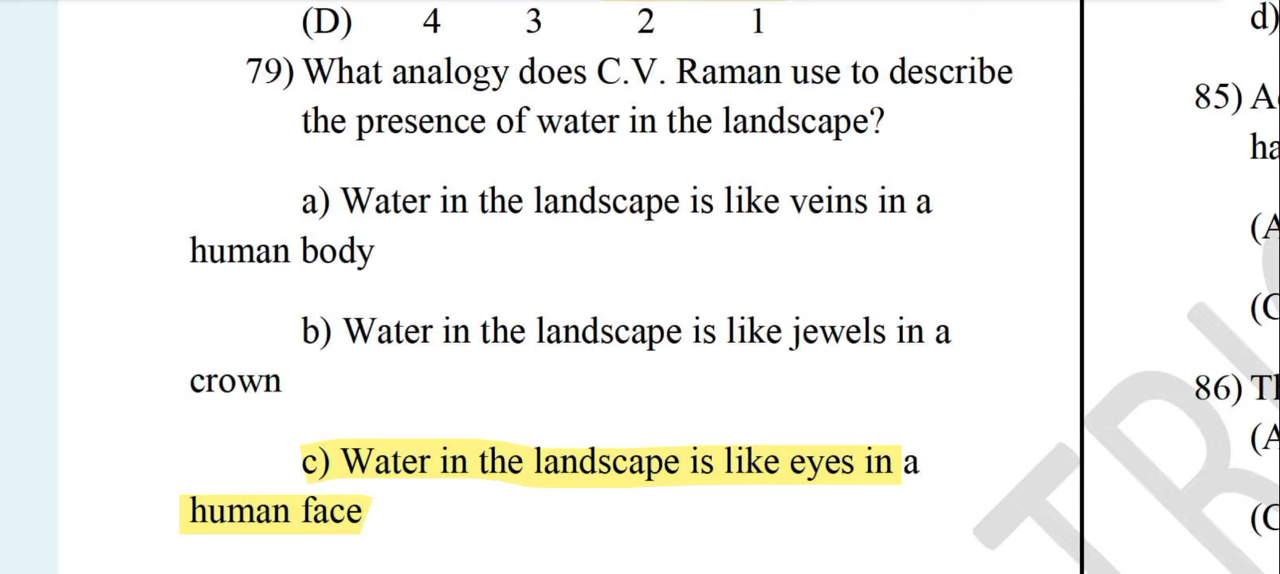 (D) 4 3 2 1
79) What analogy does C.V. Raman use to describe
the presence of water in the landscape?
a) Water in the landscape is like veins in a
human body
b) Water in the landscape is like jewels in a
crown
c) Water in the landscape is like eyes in a
human face
d)
85) A
ha
(A
(C
86) Th
(A
(C
TRI